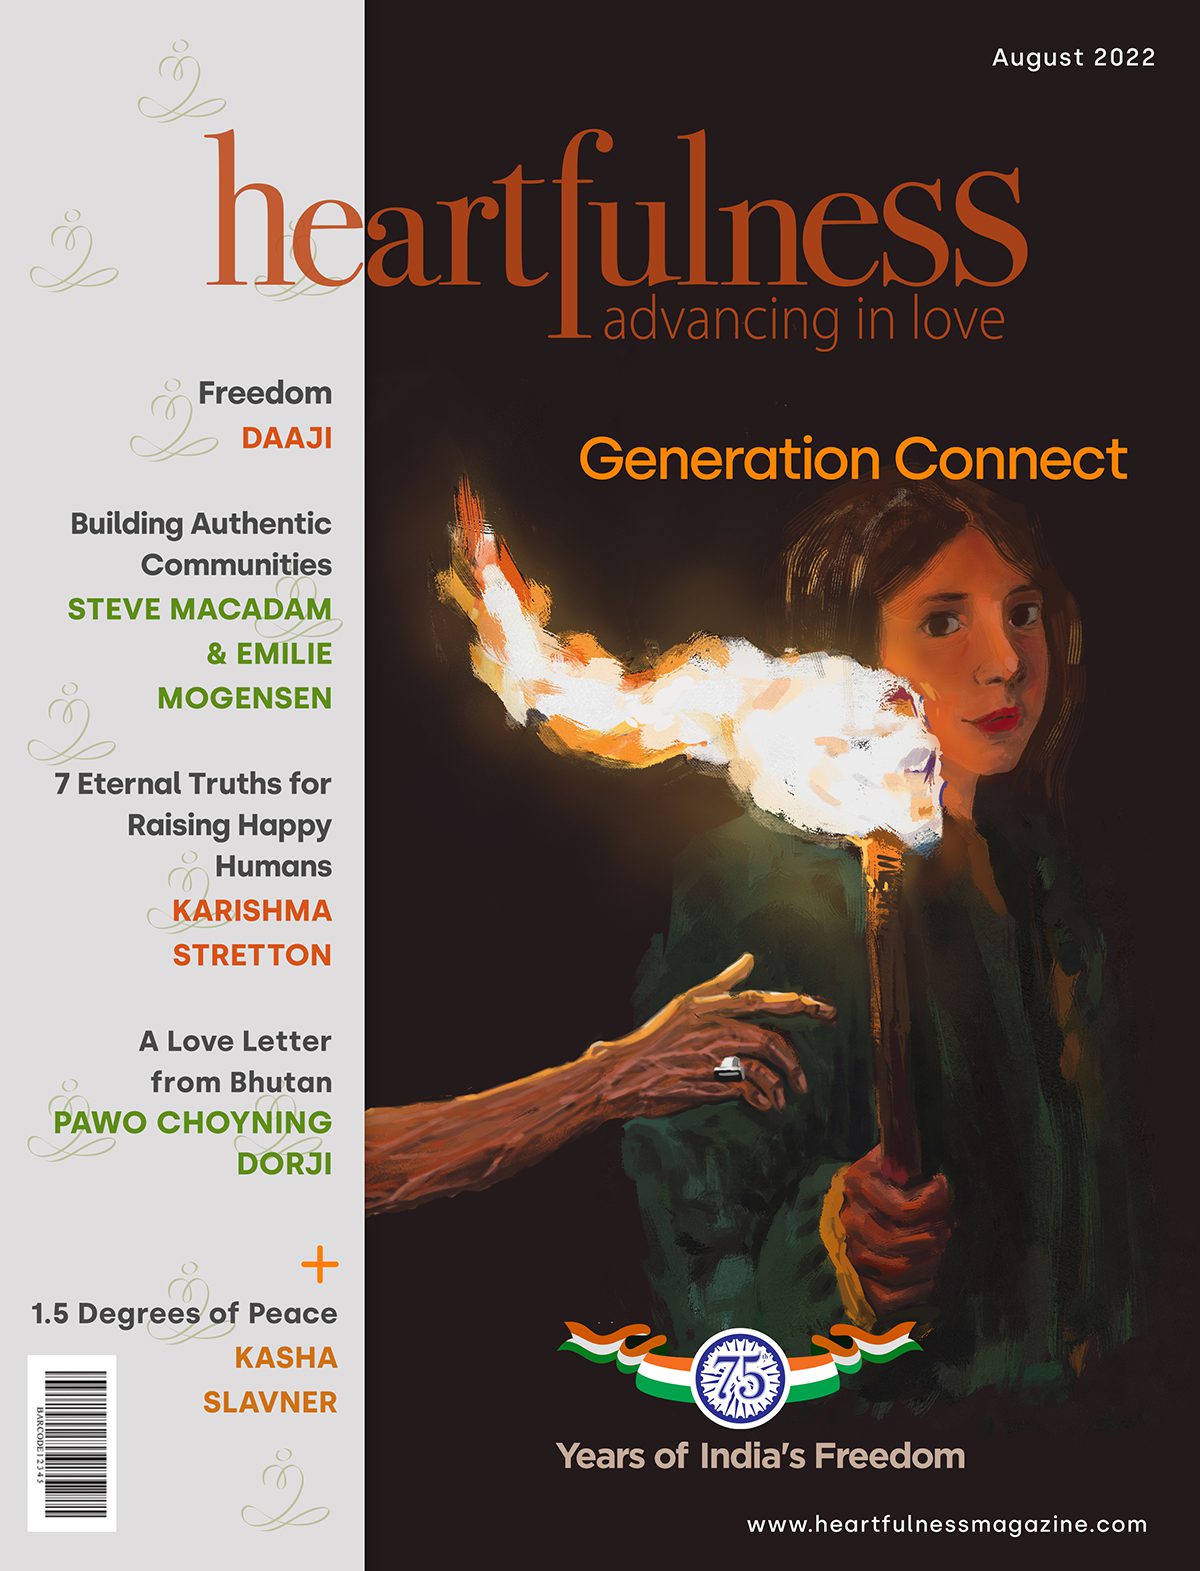 August 2022
heartfulness
advancing in love
Generation Connect
Freedom
DAAJI
Building Authentic
Communities
STEVE MACADAM
& EMILIE
MOGENSEN
7 Eternal Truths for
Raising Happy
Humans
KARISHMA
STRETTON
A Love Letter
from Bhutan
PAWO CHOYNING
DORJI
+
1.5 Degrees of Peace
KASHA
SLAVNER
BARCODE12345
75th
Years of India's Freedom
www.heartfulnessmagazine.com